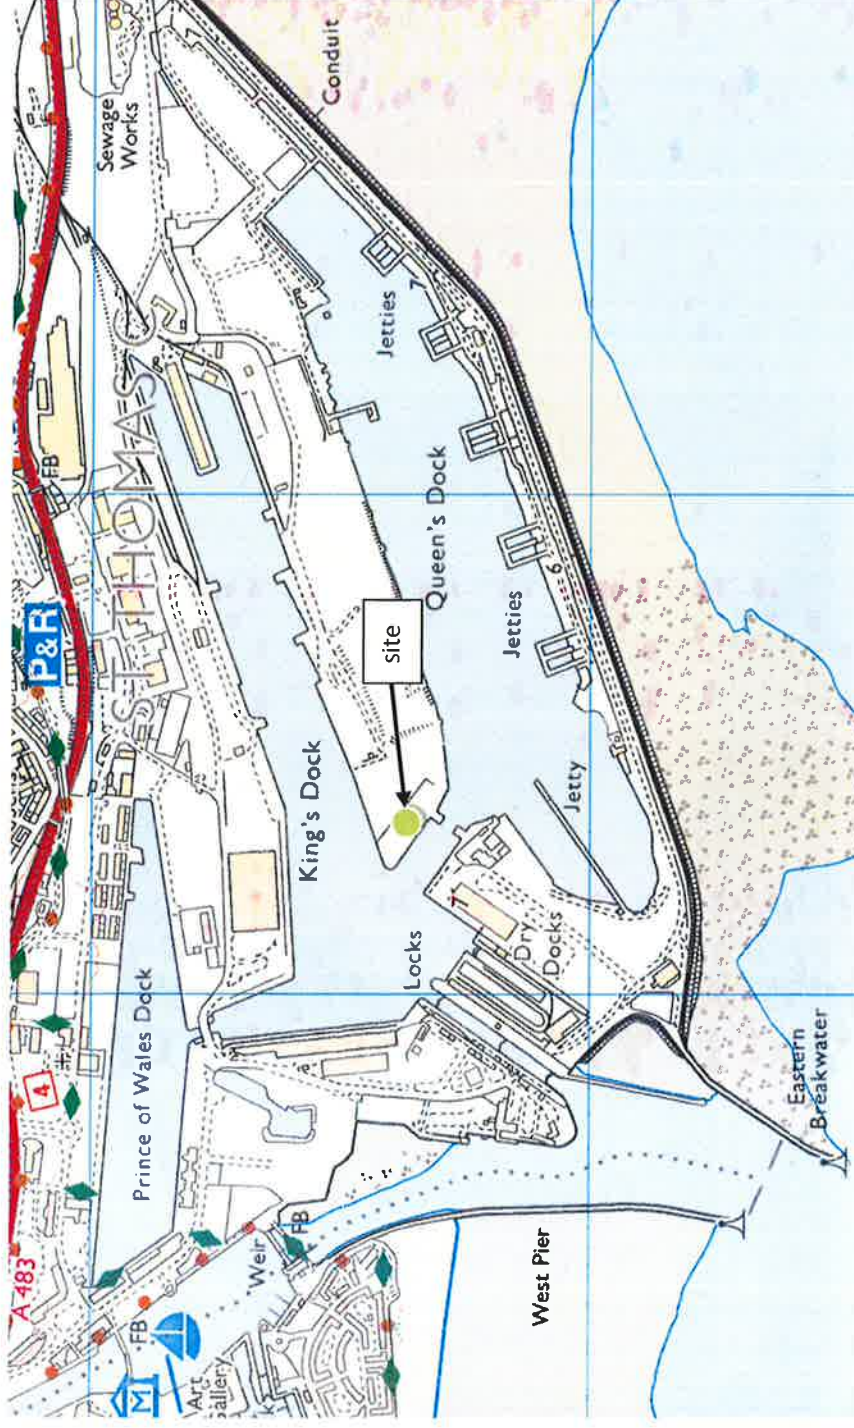 Sewage
Works
Conduit
7
Jetties
7
ST THOMAS
FB
P&R
Queen's Dock
6
Jetties
site
King's Dock
Jetty
Locks
Dry
Docks
Prince of Wales Dock
4
Eastern
Breakwater
A 483
FB
Weir
FB
West Pier
M
Art